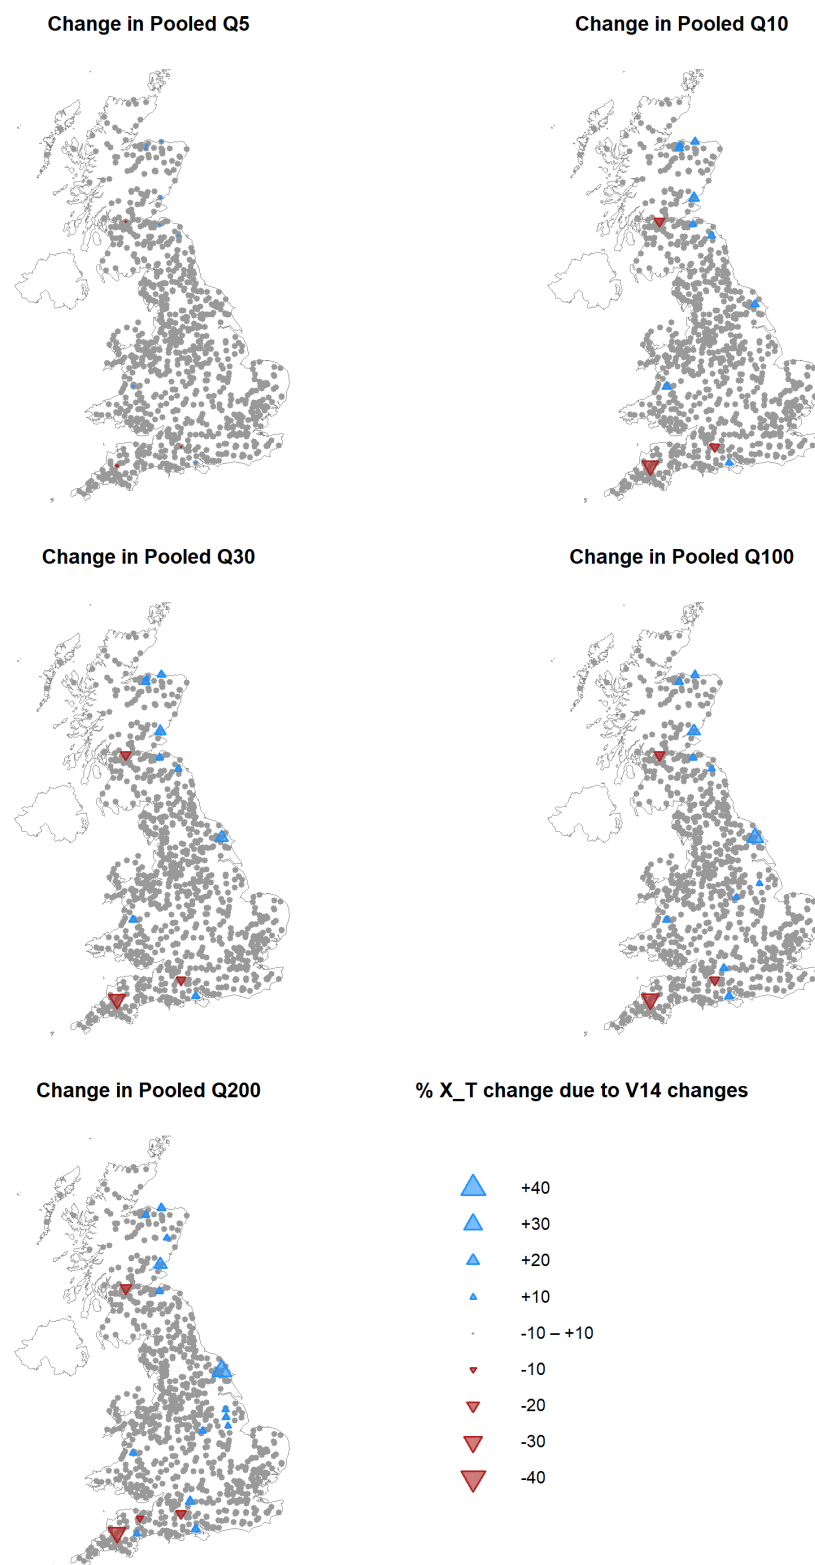 Change in Pooled Q5
Change in Pooled Q10
Change in Pooled Q30
Change in Pooled Q100
Change in Pooled Q200
% X_T change due to V14 changes
+40
+30
+20
+10
-10 – +10
-10
-20
-30
-40